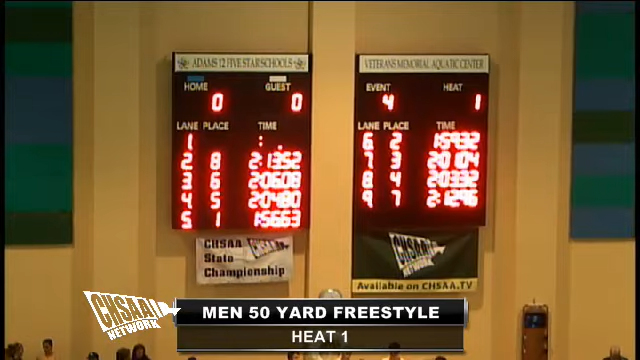 ADAMS 12 FIVE STAR SCHOOLS
HOME GUEST
0 0
LANE PLACE TIME
1 : .
2 8 2:13.52
3 6 2:06.08
4 5 2:04.80
5 1 1:56.63
VETERANS MEMORIAL AQUATIC CENTER
EVENT HEAT
4 1
LANE PLACE TIME
6 2 1:59.32
7 3 2:01.04
8 4 2:03.32
9 7 2:12.96
CHSAA
State
Championship
CHSAA!
NETWORK
Available on CHSAA.TV
CHSAA!
NETWORK
MEN 50 YARD FREESTYLE
HEAT 1